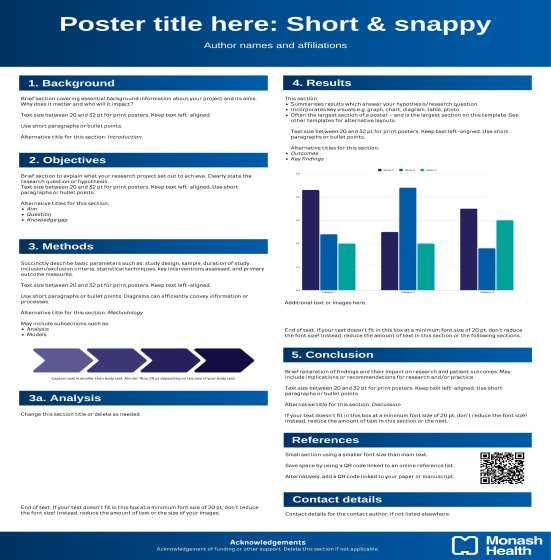 Poster title here: Short & snappy
Author names and affiliations
1. Background
Brief section covering essential background information about your project and its aims.
Why does it matter and who will it impact?
Text size between 20 and 32 pt for print posters. Keep text left-aligned.
Use short paragraphs or bullet points.
Alternative title for this section: Introduction.
2. Objectives
Brief section to explain what your research project set out to achieve. Clearly state the
research question or hypothesis.
Text size between 20 and 32 pt for print posters. Keep text left-aligned. Use short
paragraphs or bullet points.
Alternative titles for this section:
• Aim
• Question
• Knowledge gap
3. Methods
Succinctly describe basic parameters such as: study design, sample, duration of study,
inclusion/exclusion criteria, statistical techniques, key interventions assessed, and primary
outcome measures.
Text size between 20 and 32 pt for print posters. Keep text left-aligned.
Use short paragraphs or bullet points. Diagrams can efficiently convey information or
processes.
Alternative title for this section: Methodology
May include subsections such as:
• Analysis
• Models
3a. Analysis
Change this section title or delete as needed.
End of text. If your text doesn't fit in this box at a minimum font size of 20 pt, don't reduce
the font size! Instead, reduce the amount of text or the size of your images.
4. Results
This section:
• Summarises results which answer your hypothesis/research question
• Incorporates key visuals e.g. graph, chart, diagram, table, photo
• Often the largest section of a poster – and is the largest section on this template. See
other templates for alternative layouts.
Text size between 20 and 32 pt for print posters. Keep text left-aligned. Use short
paragraphs or bullet points.
Alternative titles for this section:
• Outcomes
• Key findings
Additional text or images here.
End of text. If your text doesn't fit in this box at a minimum font size of 20 pt, don't reduce
the font size! Instead, reduce the amount of text in this section or the following sections.
5. Conclusion
Brief reiteration of findings and their impact on research and patient outcomes. May
include implications or recommendations for research and/or practice.
Text size between 20 and 32 pt for print posters. Keep text left-aligned. Use short
paragraphs or bullet points.
Alternative title for this section: Discussion
If your text doesn't fit in this box at a minimum font size of 20 pt, don't reduce the font size!
Instead, reduce the amount of text in this section or the next.
References
Small section using a smaller font size than main text.
Save space by using a QR code linked to an online reference list.
Alternatively, add a QR code linked to your paper or manuscript.
Contact details
Contact details for the contact author, if not listed elsewhere.
Acknowledgements
Acknowledgement of funding or other support. Delete this section if not applicable.
Monash
Health